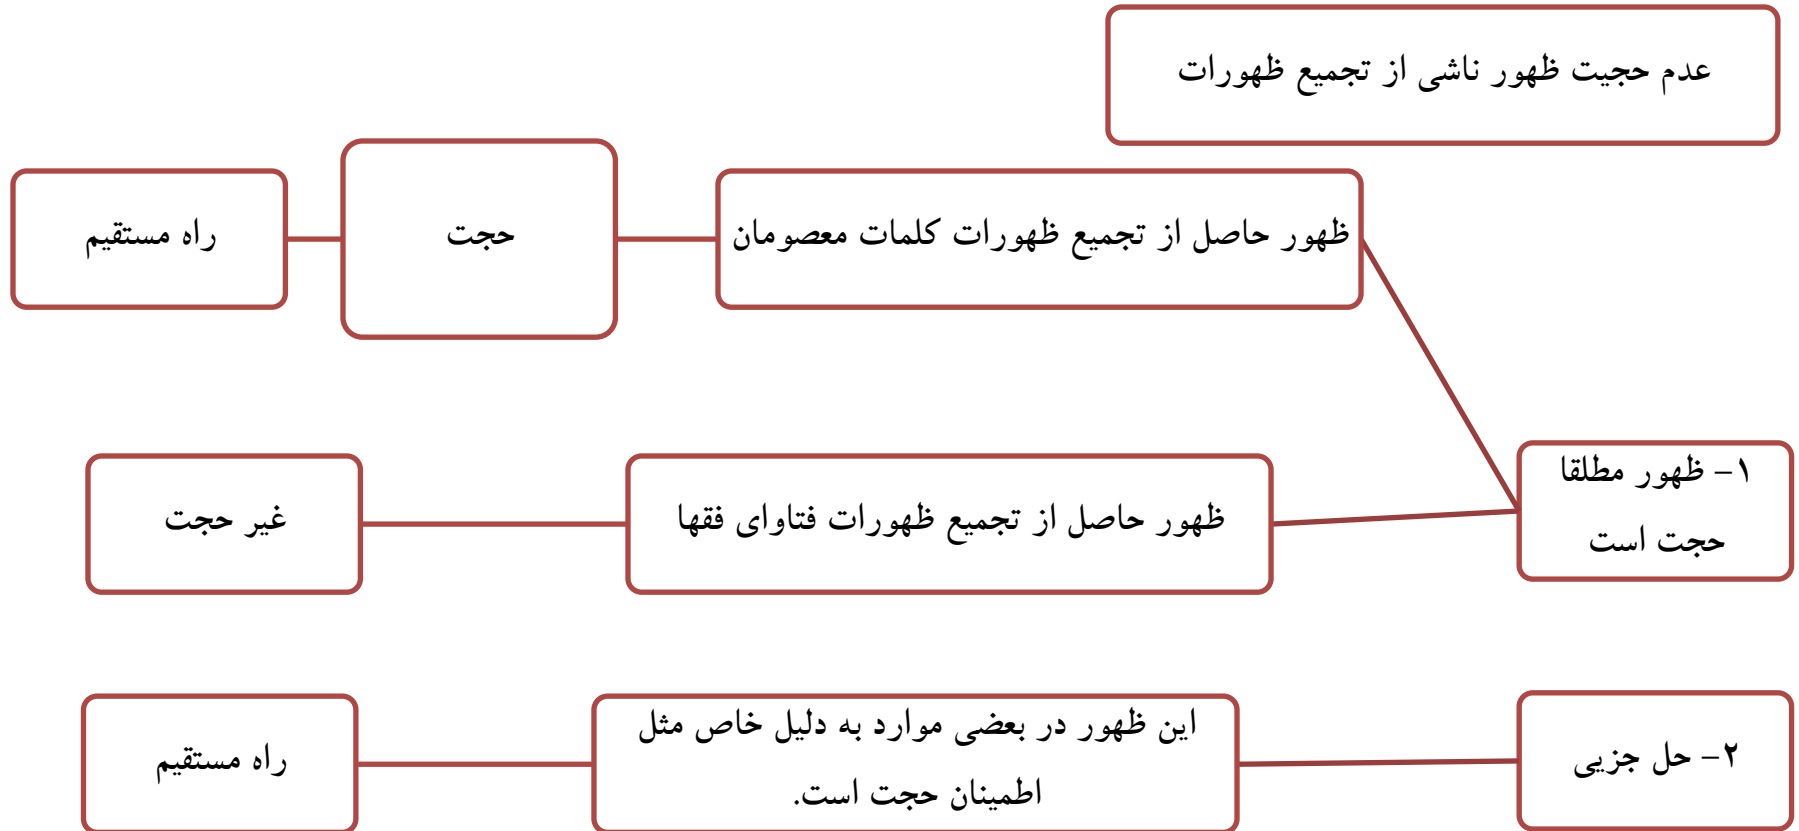 عدم حجیت ظهور ناشی از تجمیع ظهورات
ظهور حاصل از تجمیع ظهورات کلمات معصومان
حجت
راه مستقیم
۱- ظهور مطلقا
حجت است
ظهور حاصل از تجمیع ظهورات فتاوای فقها
غیر حجت
۲- حل جزیی
این ظهور در بعضی موارد به دلیل خاص مثل
اطمینان حجت است.
راه مستقیم